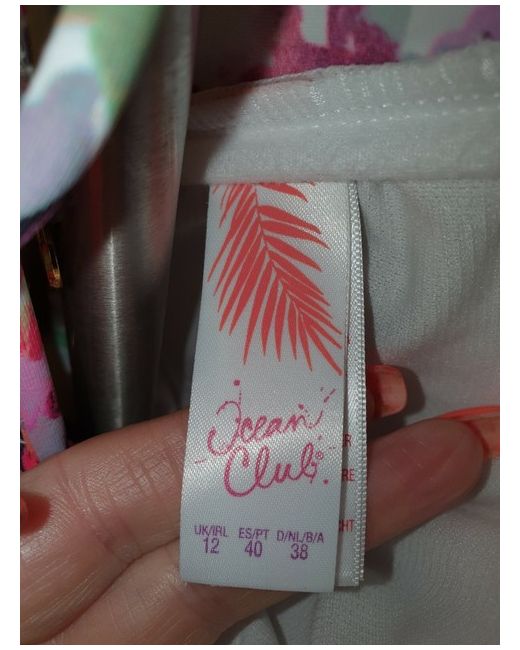 Ocean
Club
UK/IRL ES/PT D/NL/B/A
12 40 38